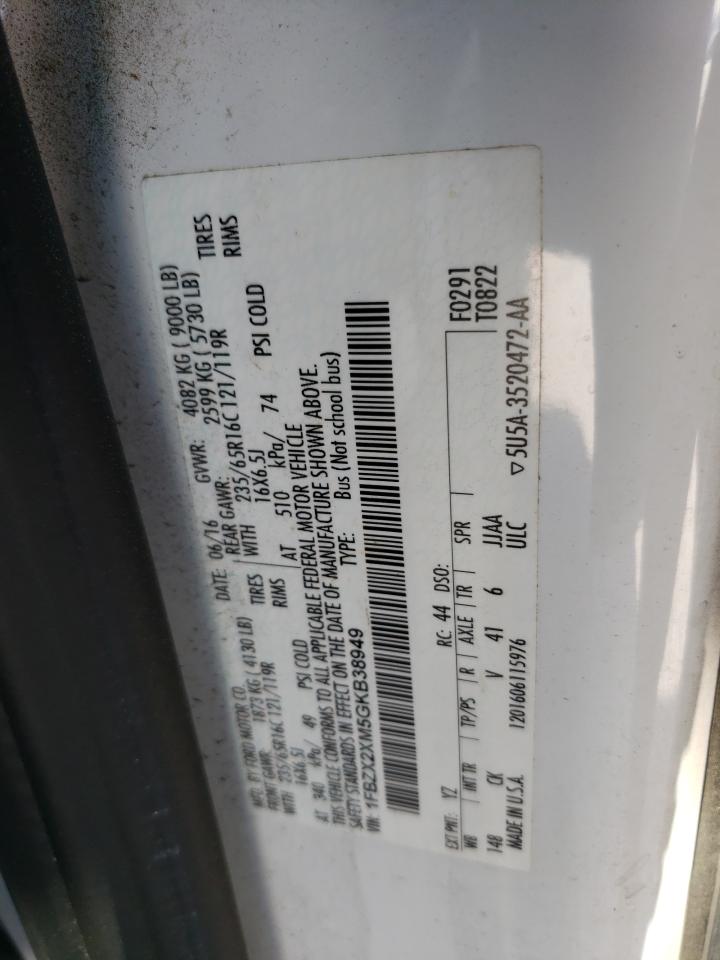 MFD. BY FORD MOTOR CO. DATE: 06/16 GVWR: 4082 KG ( 9000 LB)
FRONT GAWR: 1873 KG ( 4130 LB) REAR GAWR: 2599 KG ( 5730 LB)
WITH 235/65R16C 121/119R TIRES WITH 235/65R16C 121/119R TIRES
16X6.5J RIMS 16X6.5J RIMS
AT 340 kPa/ 49 PSI COLD AT 510 kPa/ 74 PSI COLD
THIS VEHICLE CONFORMS TO ALL APPLICABLE FEDERAL MOTOR VEHICLE
SAFETY STANDARDS IN EFFECT ON THE DATE OF MANUFACTURE SHOWN ABOVE.
VIN: 1FBZX2XM5GKB38949 TYPE: Bus (Not school bus)
EXT PNT: YZ RC: 44 DSO: F0291
WB INT TR TP/PS R AXLE TR SPR T0822
148 CK V 41 6 JJAA
MADE IN U.S.A. 1201606115976 ULC ▽5U5A-3520472-AA